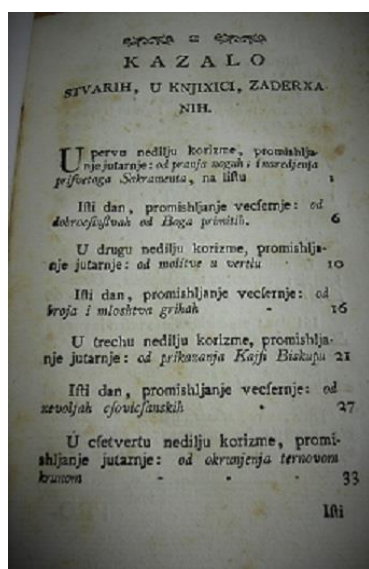 KAZALO
STVARIH, U KNJIXICI, ZADERXA-
NIH.
U pervu nedilju korizme, promishlja-
nje jutarnje: od pranja nogah i naredjenja
prisvetoga Sakramenta, na listu 1
Iſti dan, promishljanje vecſernje: od
dobrocſinſtvah od Boga primitih. 6
U drugu nedilju korizme, promishlja-
nje jutarnje: od molitve u vertlu - 10
Iſti dan, promishljanje vecſernje: od
broja i mloshtva grihah - 16
U trechu nedilju korizme, promishlja-
nje jutarnje: od prikazanja Kajfi Biskupu 21
Iſti dan, promishljanje vecſernje: od
nevoljah cſovicſanskih - 27
U cſetvertu nedilju korizme, promi-
shljanje jutarnje: od okrunjenja ternovom
krunom - - - 33
Iſti